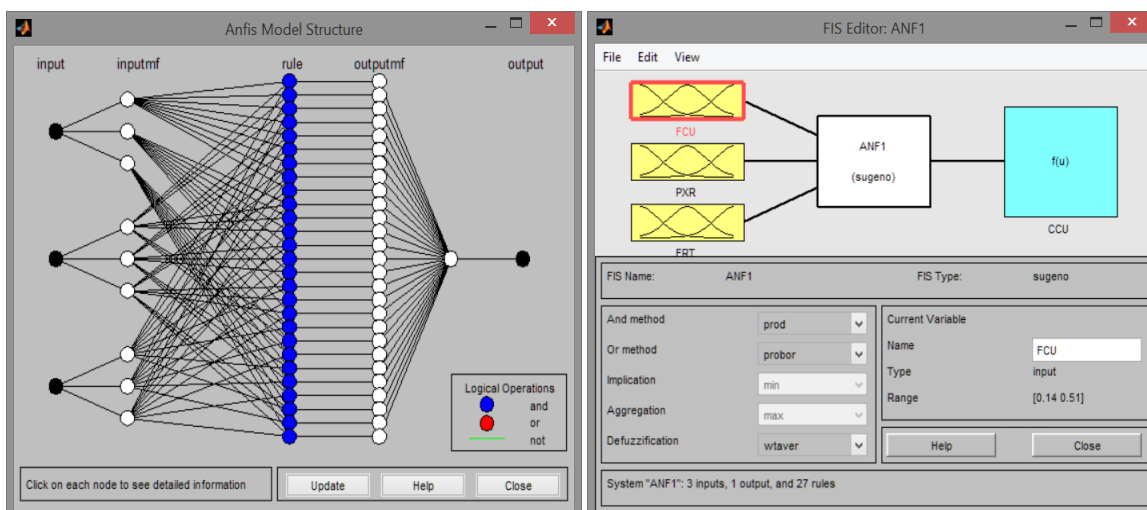 Anfis Model Structure
input inputmf rule outputmf output
Logical Operations
and
or
not
Click on each node to see detailed information
Update Help Close
FIS Editor: ANF1
File Edit View
FCU
PXR
FRT
ANF1
(sugeno)
f(u)
CCU
FIS Name: ANF1 FIS Type: sugeno
And method prod
Or method probor
Implication min
Aggregation max
Defuzzification wtaver
Current Variable
Name FCU
Type input
Range [0.14 0.51]
Help Close
System "ANF1": 3 inputs, 1 output, and 27 rules